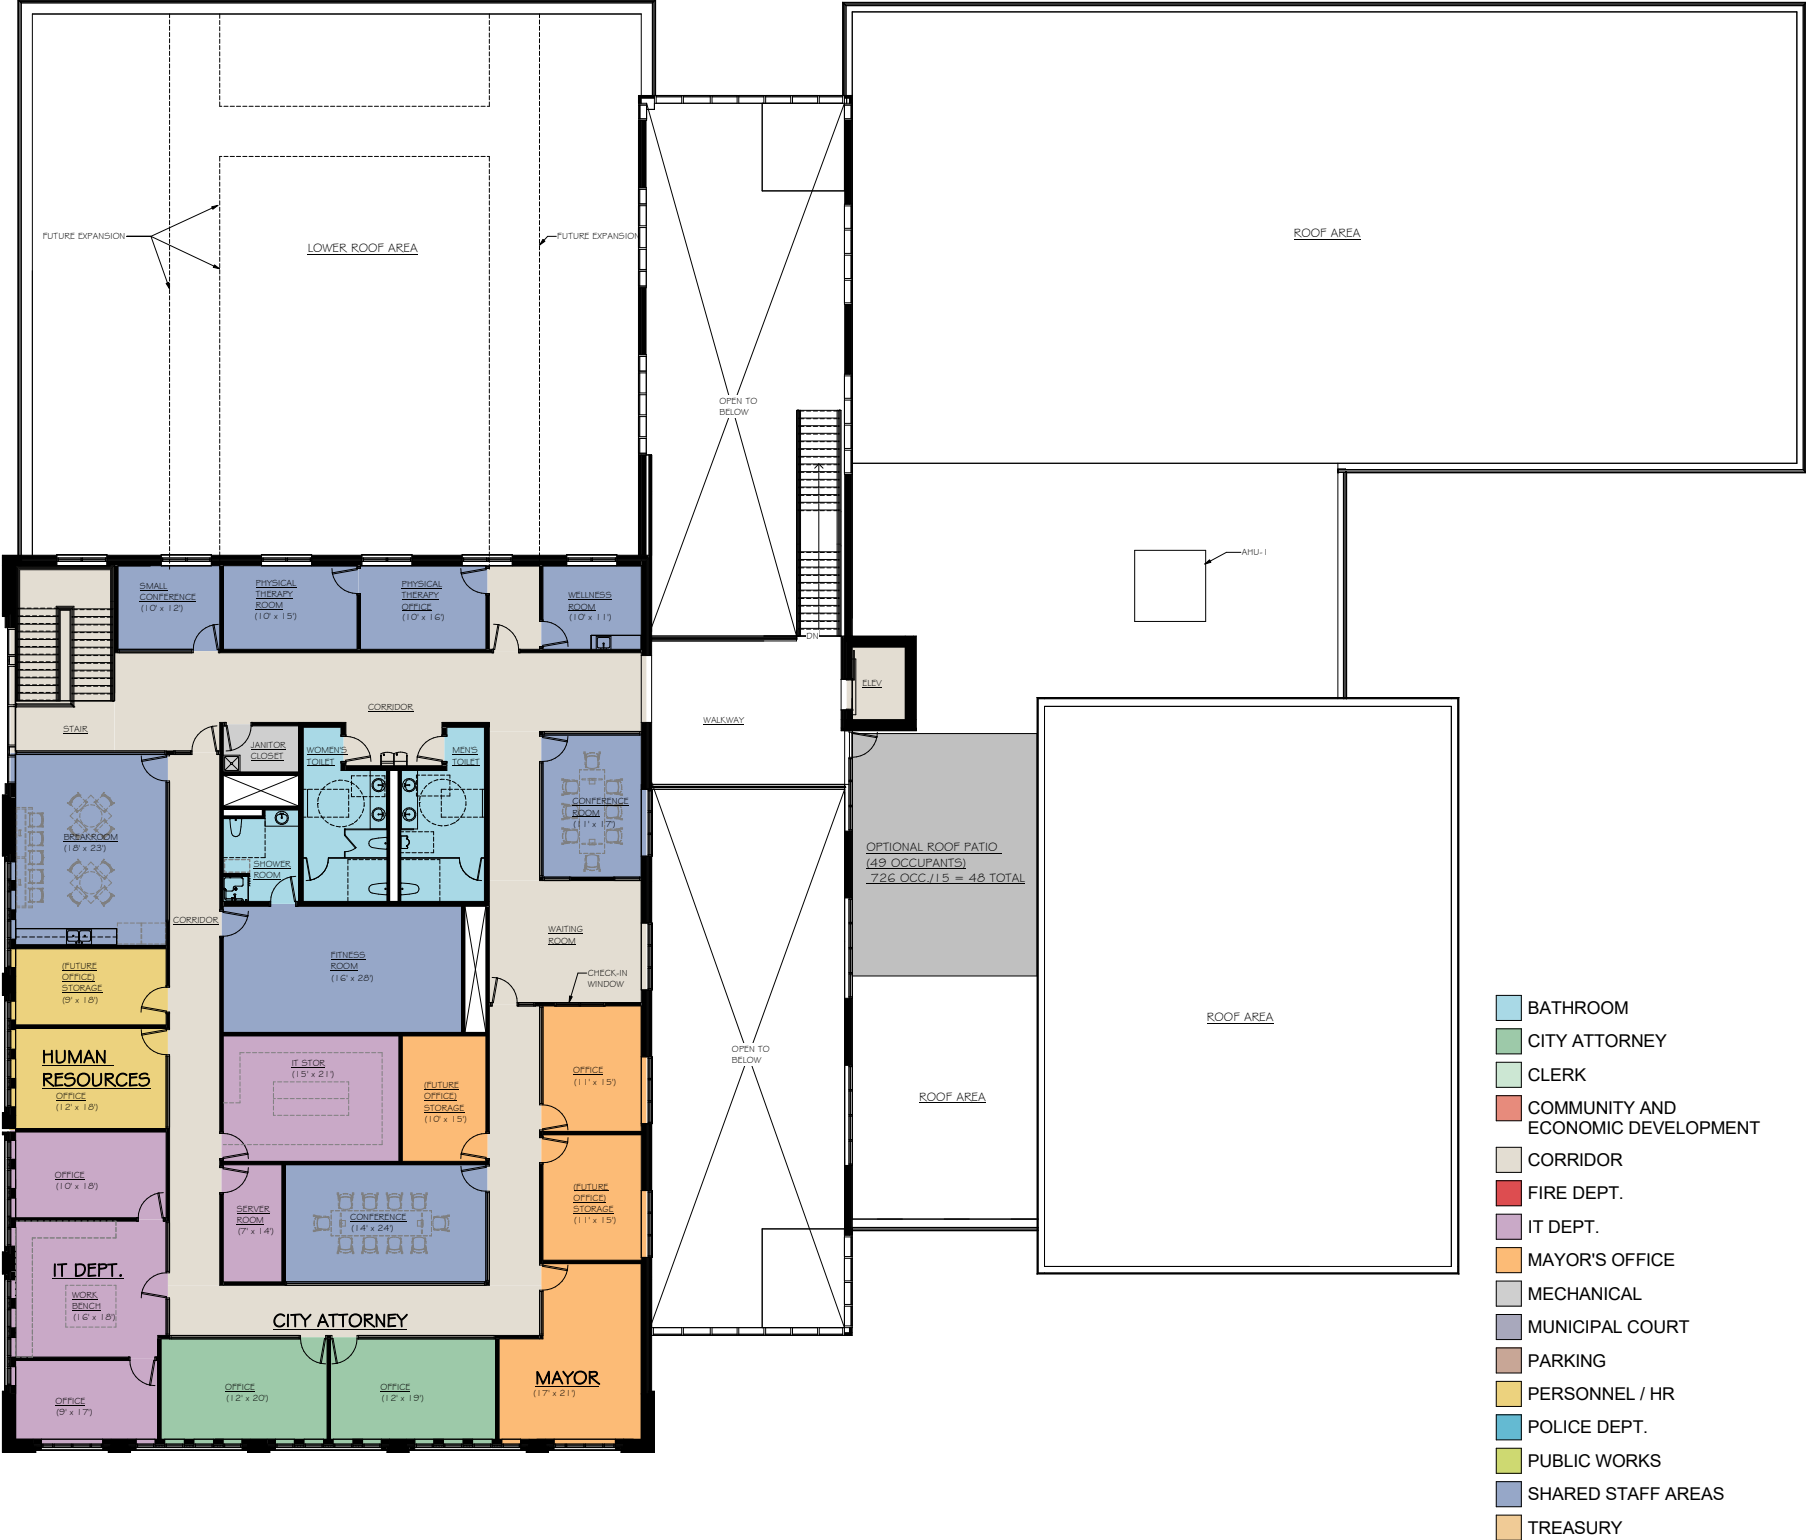 FUTURE EXPANSION
LOWER ROOF AREA
FUTURE EXPANSION
ROOF AREA
OPEN TO
BELOW
AHU-1
SMALL
CONFERENCE
(10' x 12')
PHYSICAL
THERAPY
ROOM
(10' x 15')
PHYSICAL
THERAPY
OFFICE
(10' x 16')
WELLNESS
ROOM
(10' x 11')
DN
ELEV
CORRIDOR
WALKWAY
STAIR
JANITOR
CLOSET
WOMEN'S
TOILET
MEN'S
TOILET
BREAKROOM
(18' x 23')
CONFERENCE
ROOM
(11' x 17')
SHOWER
ROOM
OPTIONAL ROOF PATIO
(49 OCCUPANTS)
726 OCC./15 = 48 TOTAL
CORRIDOR
WAITING
ROOM
FITNESS
ROOM
(16' x 28')
CHECK-IN
WINDOW
(FUTURE
OFFICE)
STORAGE
(9' x 18')
HUMAN
RESOURCES
OFFICE
(12' x 18')
IT STOR
(15' x 21')
(FUTURE
OFFICE)
STORAGE
(10' x 15')
OFFICE
(11' x 15')
OPEN TO
BELOW
ROOF AREA
ROOF AREA
OFFICE
(10' x 18')
SERVER
ROOM
(7' x 14')
CONFERENCE
(14' x 24')
(FUTURE
OFFICE)
STORAGE
(11' x 15')
IT DEPT.
WORK
BENCH
(16' x 18')
CITY ATTORNEY
OFFICE
(9' x 17')
OFFICE
(12' x 20')
OFFICE
(12' x 19')
MAYOR
(17' x 21')
BATHROOM
CITY ATTORNEY
CLERK
COMMUNITY AND
ECONOMIC DEVELOPMENT
CORRIDOR
FIRE DEPT.
IT DEPT.
MAYOR'S OFFICE
MECHANICAL
MUNICIPAL COURT
PARKING
PERSONNEL / HR
POLICE DEPT.
PUBLIC WORKS
SHARED STAFF AREAS
TREASURY